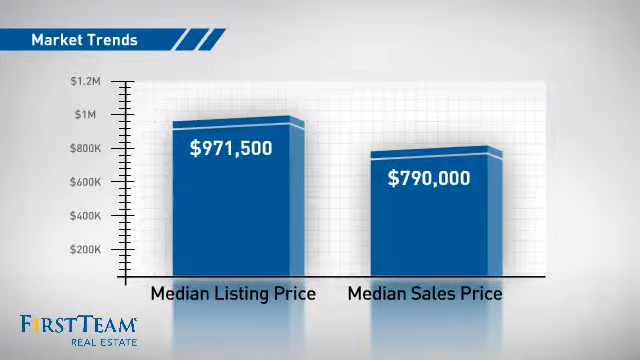 Market Trends
$1.2M
$1M
$800K
$600K
$400K
$200K
$971,500
$790,000
Median Listing Price
Median Sales Price
FIRSTTEAM®
REAL ESTATE